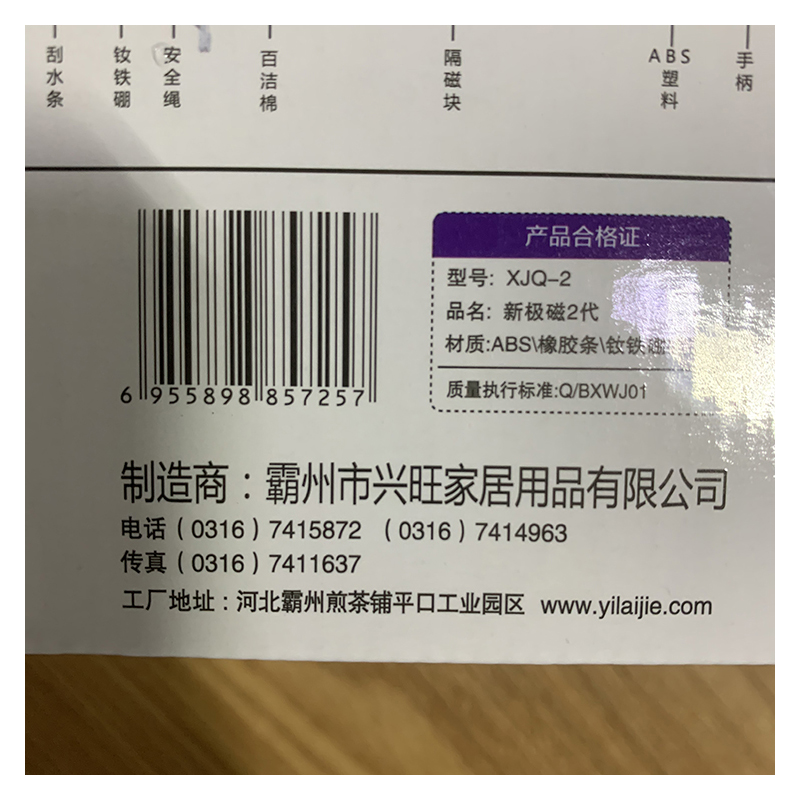 刮水条
钕铁硼
安全绳
百洁棉
隔磁块
ABS塑料
手柄
产品合格证
型号: XJQ-2
品名: 新极磁2代
材质:ABS\橡胶条\钕铁硼
质量执行标准:Q/BXWJ01
6 955898 857257
制造商：霸州市兴旺家居用品有限公司
电话（0316）7415872 （0316）7414963
传真（0316）7411637
工厂地址：河北霸州煎茶铺平口工业园区 www.yilaijie.com